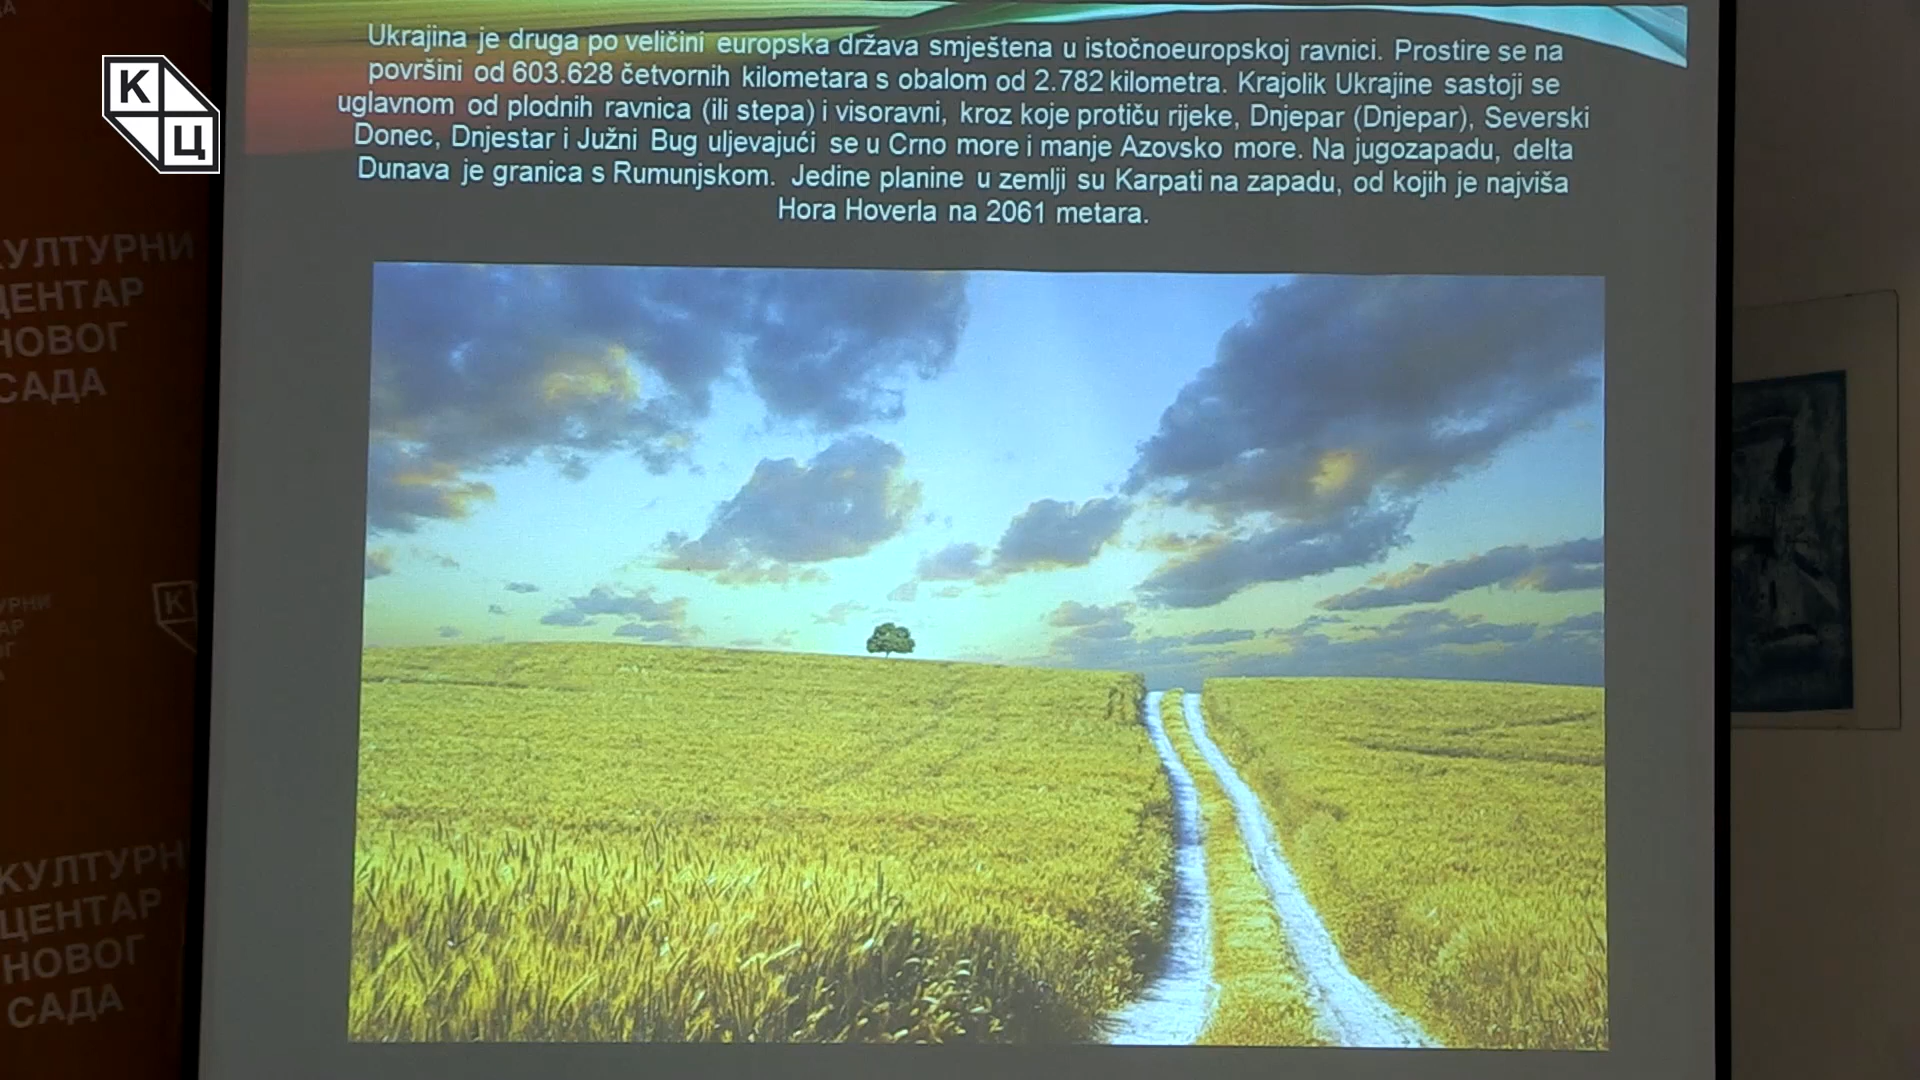 К
Ц
Ukrajina je druga po veličini europska država smještena u istočnoeuropskoj ravnici. Prostire se na
površini od 603.628 četvornih kilometara s obalom od 2.782 kilometra. Krajolik Ukrajine sastoji se
uglavnom od plodnih ravnica (ili stepa) i visoravni, kroz koje protiču rijeke, Dnjepar (Dnjepar), Severski
Donec, Dnjestar i Južni Bug uljevajući se u Crno more i manje Azovsko more. Na jugozapadu, delta
Dunava je granica s Rumunjskom. Jedine planine u zemlji su Karpati na zapadu, od kojih je najviša
Hora Hoverla na 2061 metara.
КУЛТУРНИ
ЦЕНТАР
НОВОГ
САДА
К
КУЛТУРН
ЦЕНТАР
НОВОГ
САДА